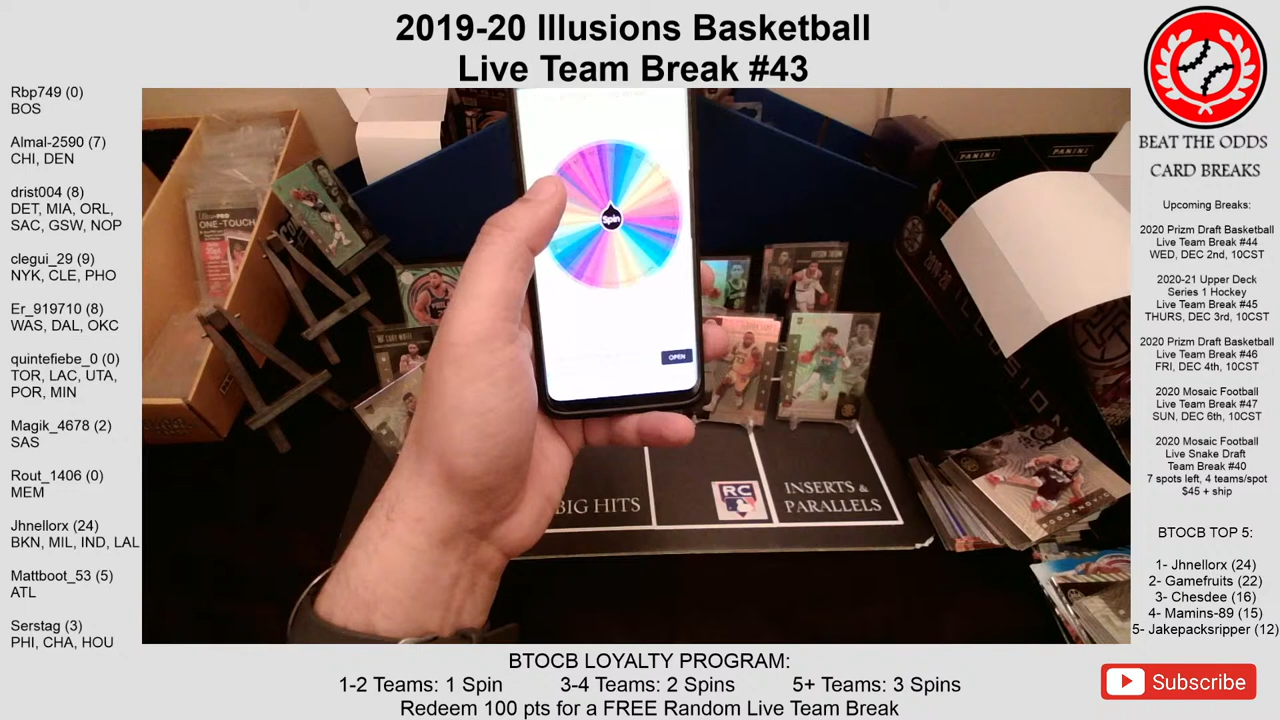 2019-20 Illusions Basketball
Live Team Break #43
Rbp749 (0)
BOS
Almal-2590 (7)
CHI, DEN
drist004 (8)
DET, MIA, ORL,
SAC, GSW, NOP
clegui_29 (9)
NYK, CLE, PHO
Er_919710 (8)
WAS, DAL, OKC
quintefiebe_0 (0)
TOR, LAC, UTA,
POR, MIN
Magik_4678 (2)
SAS
Rout_1406 (0)
MEM
Jhnellorx (24)
BKN, MIL, IND, LAL
Mattboot_53 (5)
ATL
Serstag (3)
PHI, CHA, HOU
ONE-TOUCH
Spin
OPEN
PANINI
PANINI
BIG HITS
RC
INSERTS &
PARALLELS
BEAT THE ODDS
CARD BREAKS
Upcoming Breaks:
2020 Prizm Draft Basketball
Live Team Break #44
WED, DEC 2nd, 10CST
2020-21 Upper Deck
Series 1 Hockey
Live Team Break #45
THURS, DEC 3rd, 10CST
2020 Prizm Draft Basketball
Live Team Break #46
FRI, DEC 4th, 10CST
2020 Mosaic Football
Live Team Break #47
SUN, DEC 6th, 10CST
2020 Mosaic Football
Live Snake Draft
Team Break #40
7 spots left, 4 teams/spot
$45 + ship
BTOCB TOP 5:
1- Jhnellorx (24)
2- Gamefruits (22)
3- Chesdee (16)
4- Mamins-89 (15)
5- Jakepacksripper (12)
BTOCB LOYALTY PROGRAM:
1-2 Teams: 1 Spin 3-4 Teams: 2 Spins 5+ Teams: 3 Spins
Redeem 100 pts for a FREE Random Live Team Break
Subscribe